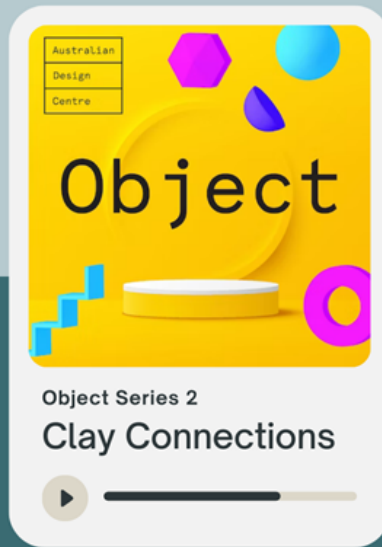 Australian
Design
Centre
Object
Object Series 2
Clay Connections